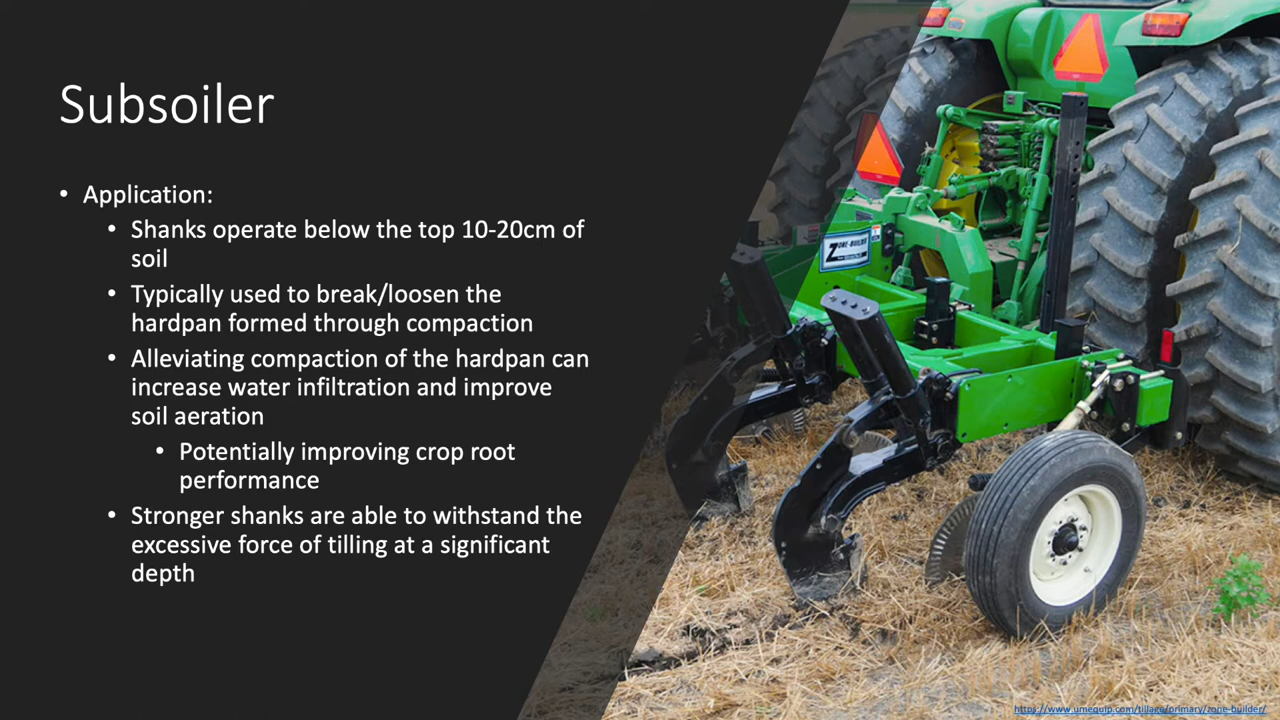 Subsoiler
• Application:
• Shanks operate below the top 10-20cm of
soil
• Typically used to break/loosen the
hardpan formed through compaction
• Alleviating compaction of the hardpan can
increase water infiltration and improve
soil aeration
• Potentially improving crop root
performance
• Stronger shanks are able to withstand the
excessive force of tilling at a significant
depth
ZONE-BUILDER
https://www.umequip.com/tillage/primary/zone-builder/